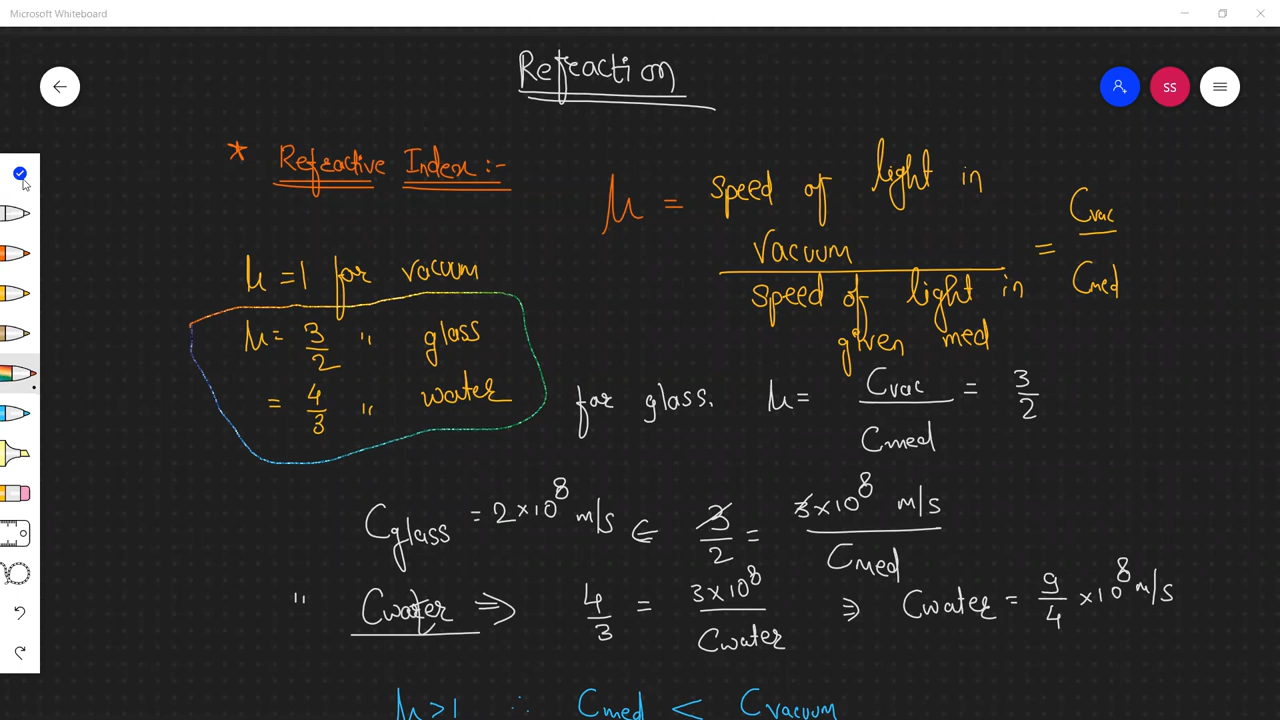 Microsoft Whiteboard
Refraction
SS
* Refractive Index :-
μ = speed of light in vacuum / speed of light in given med = Cvac / Cmed
μ = 1 for vacuum
μ = 3/2 " glass
= 4/3 " water
for glass. μ = Cvac / Cmed = 3/2
Cglass = 2×10^8 m/s ⇐ 3/2 = 3×10^8 m/s / Cmed
" Cwater ⇒ 4/3 = 3×10^8 / Cwater ⇒ Cwater = 9/4 ×10^8 m/s
μ>1 ∴ Cmed < Cvacuum